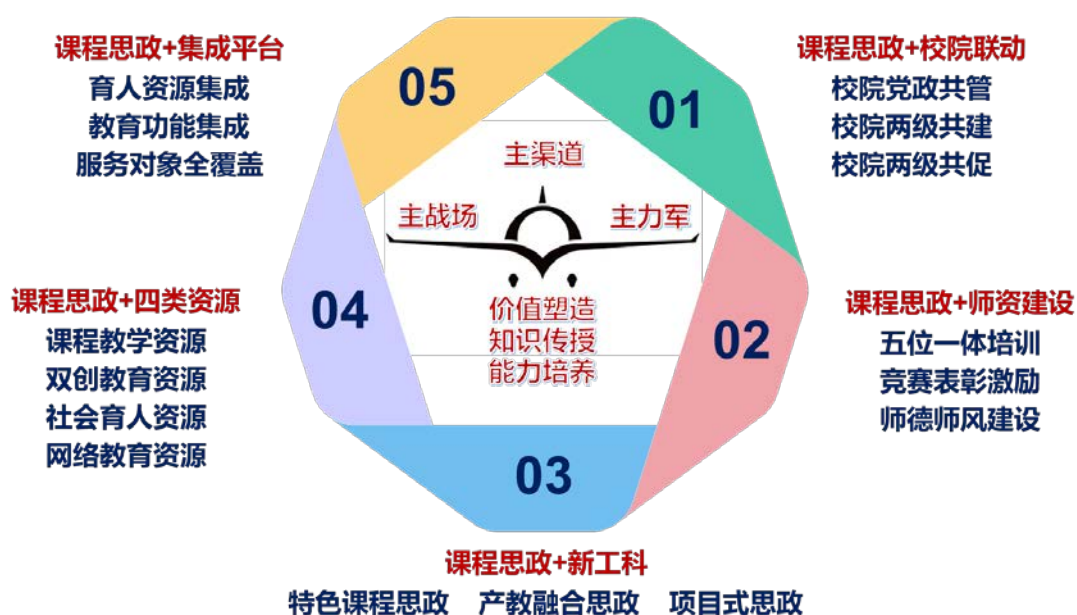 课程思政+集成平台
育人资源集成
教育功能集成
服务对象全覆盖
05
01
课程思政+校院联动
校院党政共管
校院两级共建
校院两级共促
主渠道
主战场
主力军
价值塑造
知识传授
能力培养
课程思政+四类资源
课程教学资源
双创教育资源
社会育人资源
网络教育资源
04
02
课程思政+师资建设
五位一体培训
竞赛表彰激励
师德师风建设
03
课程思政+新工科
特色课程思政 产教融合思政 项目式思政